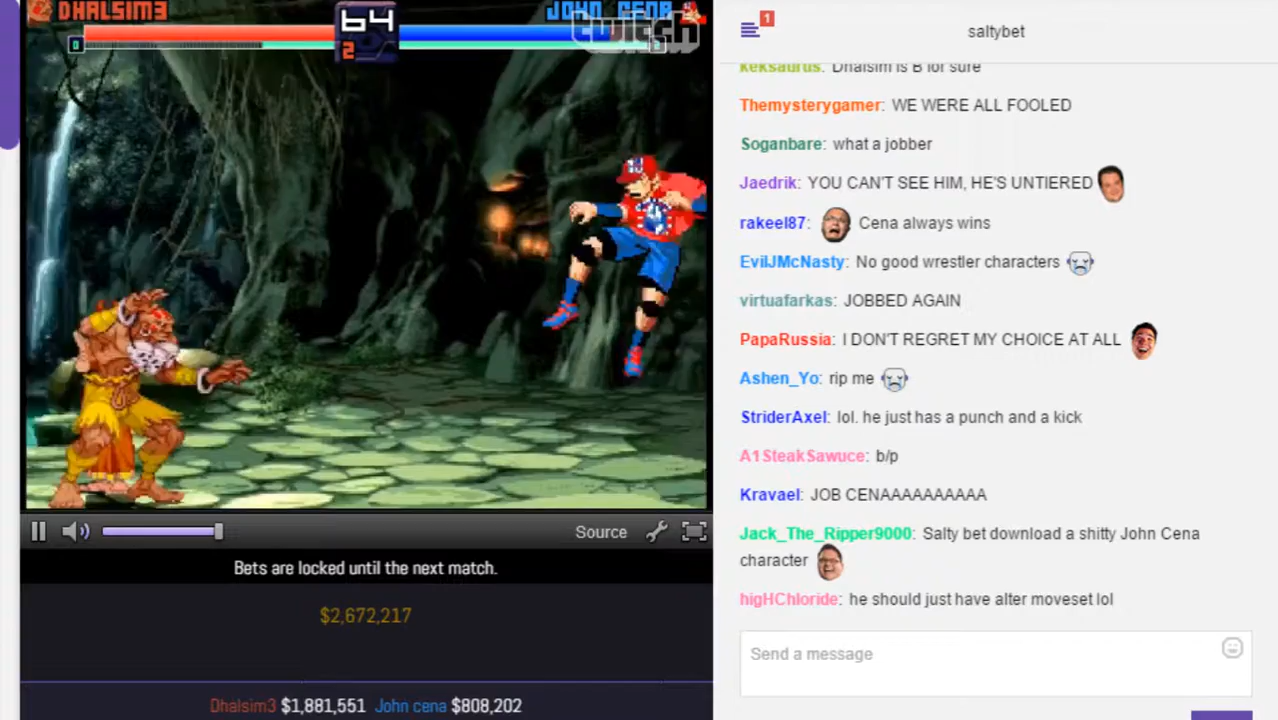 DHALSIM3
64
JOHN CENA
twitch
2
Bets are locked until the next match.
$2,672,217
Dhalsim3 $1,881,551 John cena $808,202
Source
1
saltybet
keksaurus: Dhalsim is B for sure
Themysterygamer: WE WERE ALL FOOLED
Soganbare: what a jobber
Jaedrik: YOU CAN'T SEE HIM, HE'S UNTIERED
rakeel87: Cena always wins
EvilJMcNasty: No good wrestler characters
virtuafarkas: JOBBED AGAIN
PapaRussia: I DON'T REGRET MY CHOICE AT ALL
Ashen_Yo: rip me
StriderAxel: lol. he just has a punch and a kick
A1SteakSawuce: b/p
Kravael: JOB CENAAAAAAAAAA
Jack_The_Ripper9000: Salty bet download a shitty John Cena
character
higHChloride: he should just have alter moveset lol
Send a message